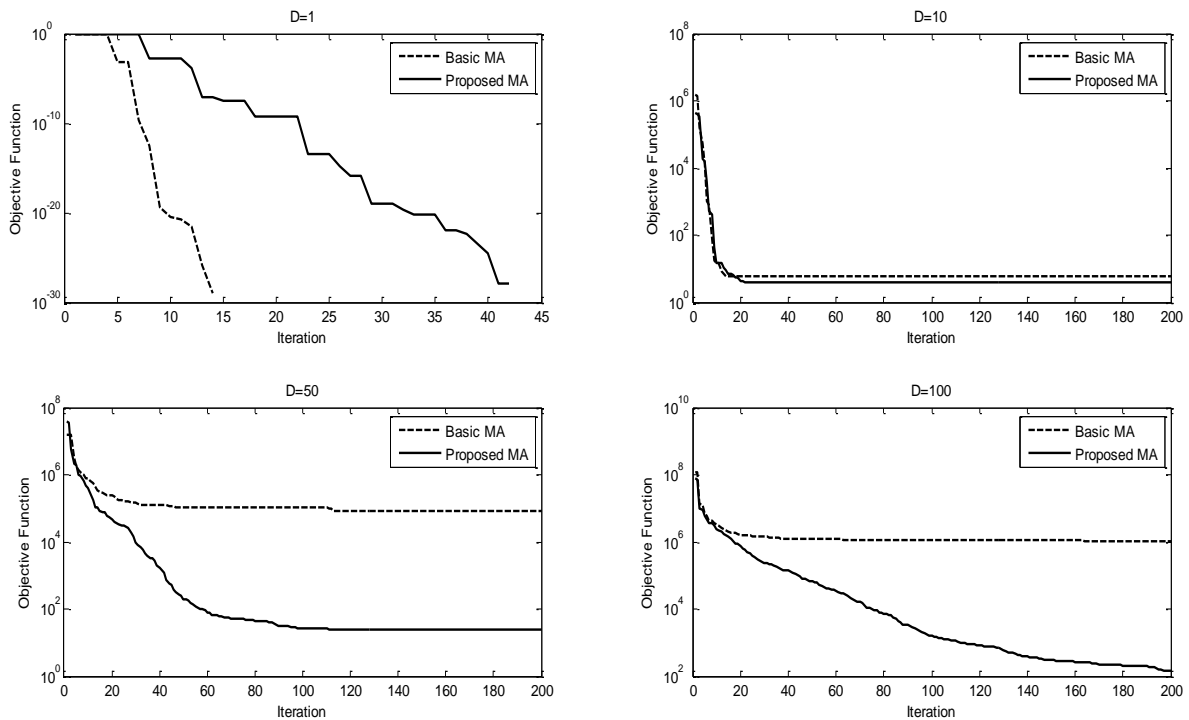 D=1
10^0
10^-10
10^-20
10^-30
Objective Function
Basic MA
Proposed MA
0 5 10 15 20 25 30 35 40 45
Iteration
D=10
10^8
10^6
10^4
10^2
10^0
Objective Function
Basic MA
Proposed MA
0 20 40 60 80 100 120 140 160 180 200
Iteration
D=50
10^8
10^6
10^4
10^2
10^0
Objective Function
Basic MA
Proposed MA
0 20 40 60 80 100 120 140 160 180 200
Iteration
D=100
10^10
10^8
10^6
10^4
10^2
Objective Function
Basic MA
Proposed MA
0 20 40 60 80 100 120 140 160 180 200
Iteration